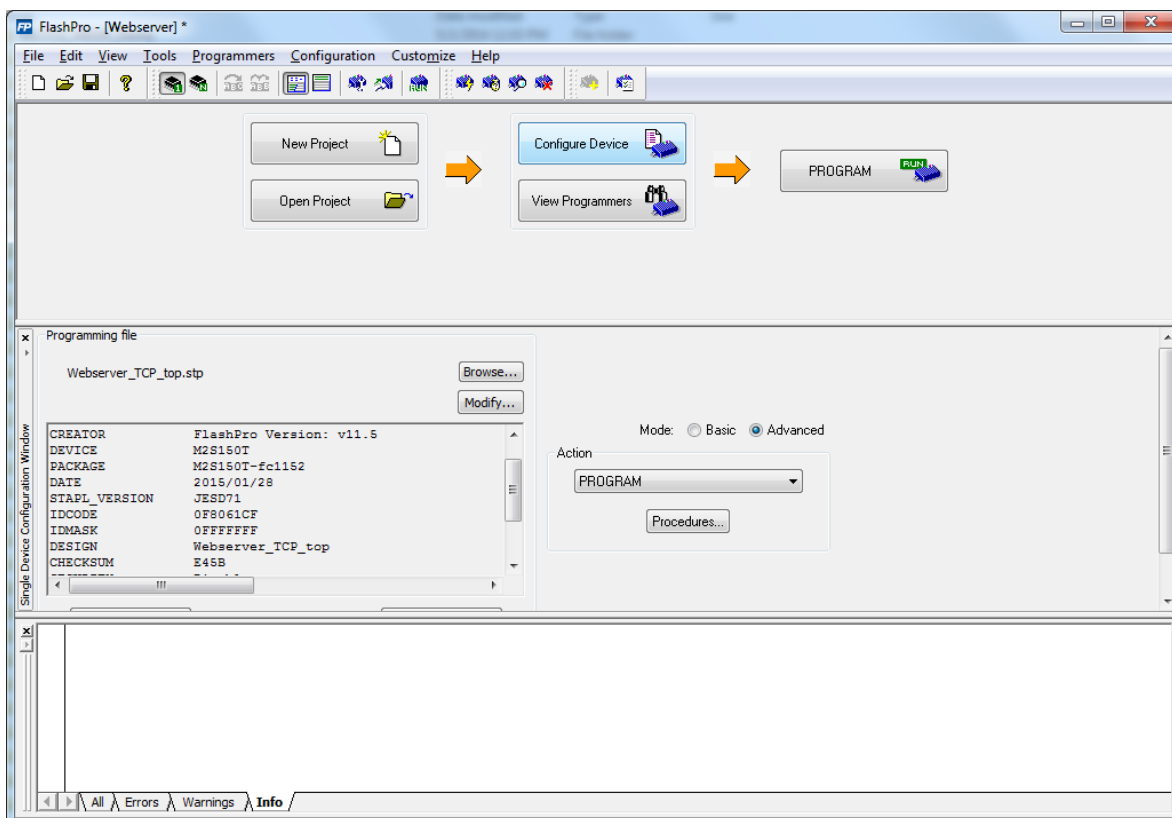 FP FlashPro - [Webserver] *
File Edit View Tools Programmers Configuration Customize Help
New Project
Configure Device
PROGRAM
RUN
Open Project
View Programmers
Programming file
Webserver_TCP_top.stp
Browse...
Modify...
CREATOR FlashPro Version: v11.5
DEVICE M2S150T
PACKAGE M2S150T-fc1152
DATE 2015/01/28
STAPL_VERSION JESD71
IDCODE 0F8061CF
IDMASK 0FFFFFFF
DESIGN Webserver_TCP_top
CHECKSUM E45B
Mode: Basic Advanced
Action
PROGRAM
Procedures...
Single Device Configuration Window
All Errors Warnings Info